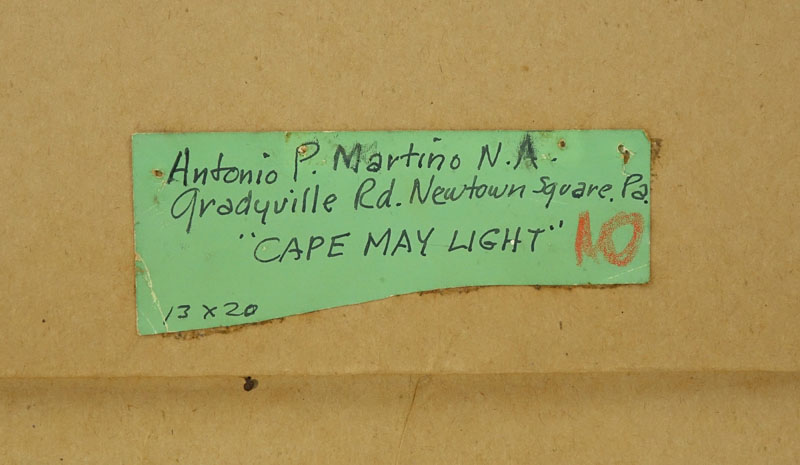 Antonio P. Martino N.A.
Gradyville Rd. Newtown Square, Pa.
"CAPE MAY LIGHT" 10
13 x 20